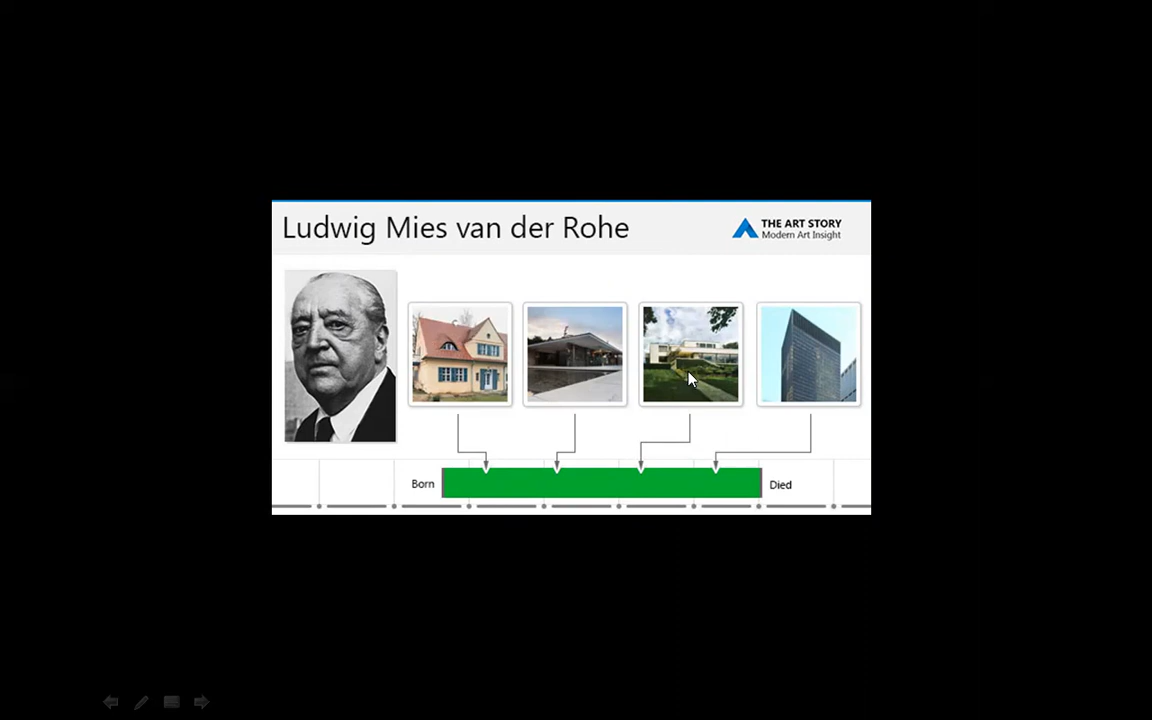 Ludwig Mies van der Rohe
THE ART STORY
Modern Art Insight
Born
Died